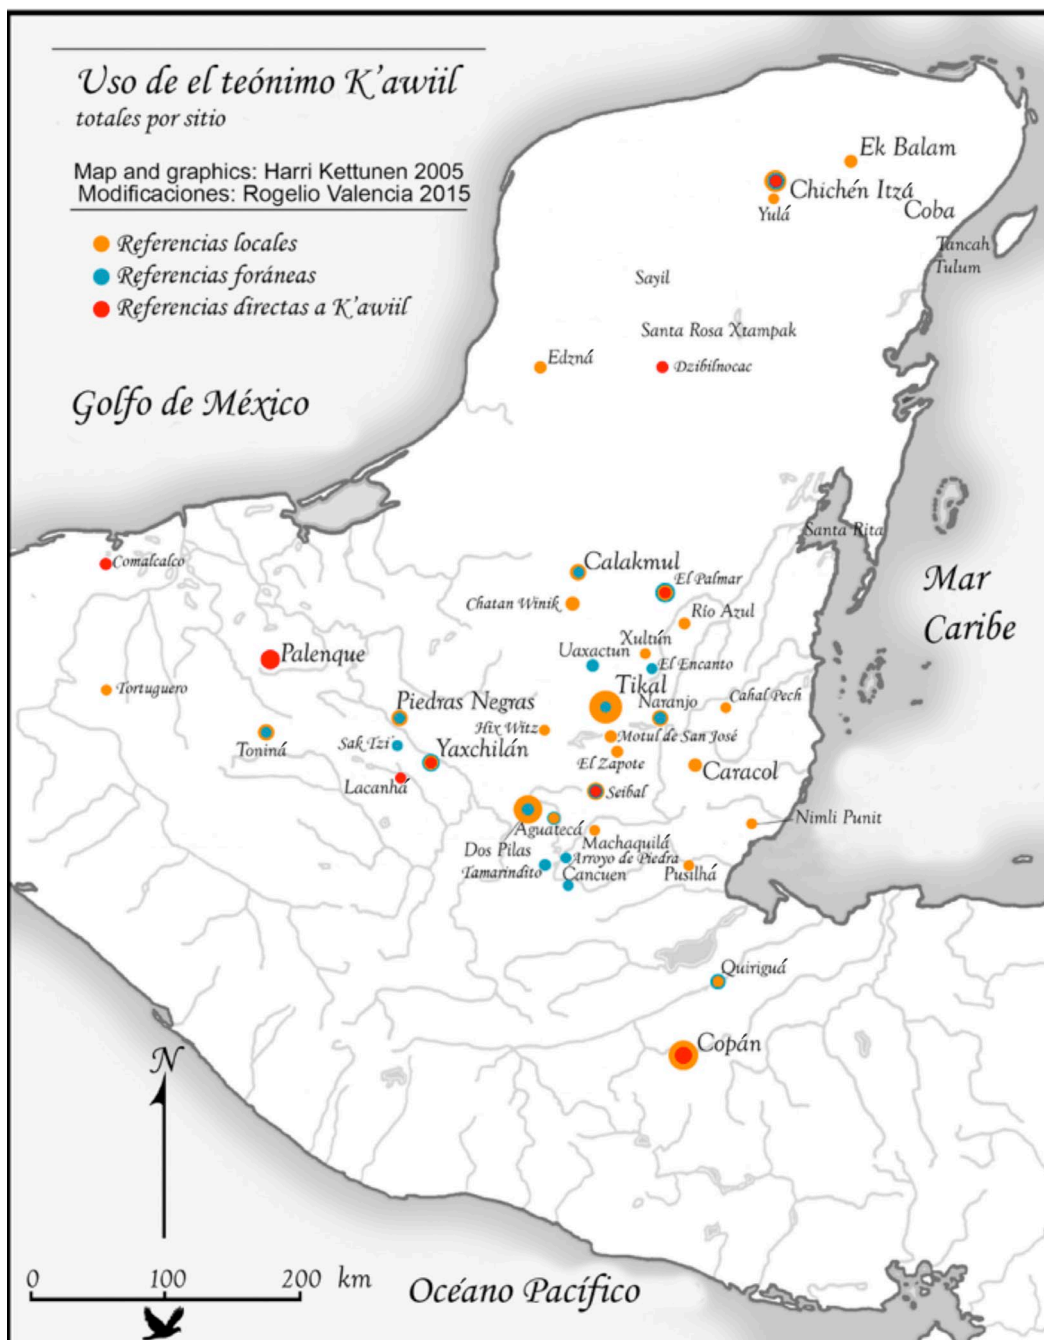 Uso de el teónimo K'awiil
totales por sitio
Map and graphics: Harri Kettunen 2005
Modificaciones: Rogelio Valencia 2015
Referencias locales
Referencias foráneas
Referencias directas a K'awiil
Ek Balam
Chichén Itzá
Yulá
Coba
Tancah
Tulum
Sayil
Santa Rosa Xtampak
Edzná
Dzibilnocac
Golfo de México
Santa Rita
Comalcalco
Calakmul
El Palmar
Mar
Caribe
Chatan Winik
Río Azul
Xultún
Uaxactun
El Encanto
Palenque
Tortuguero
Tikal
Piedras Negras
Naranjo
Cahal Pech
Hix Witz
Motul de San José
Toniná
Sak Tzi'
Yaxchilán
El Zapote
Caracol
Lacanhá
Seibal
Nimli Punit
Aguatecá
Machaquilá
Dos Pilas
Arroyo de Piedra
Tamarindito
Cancuen
Pusilhá
Quiriguá
Copán
N
0 100 200 km
Océano Pacífico